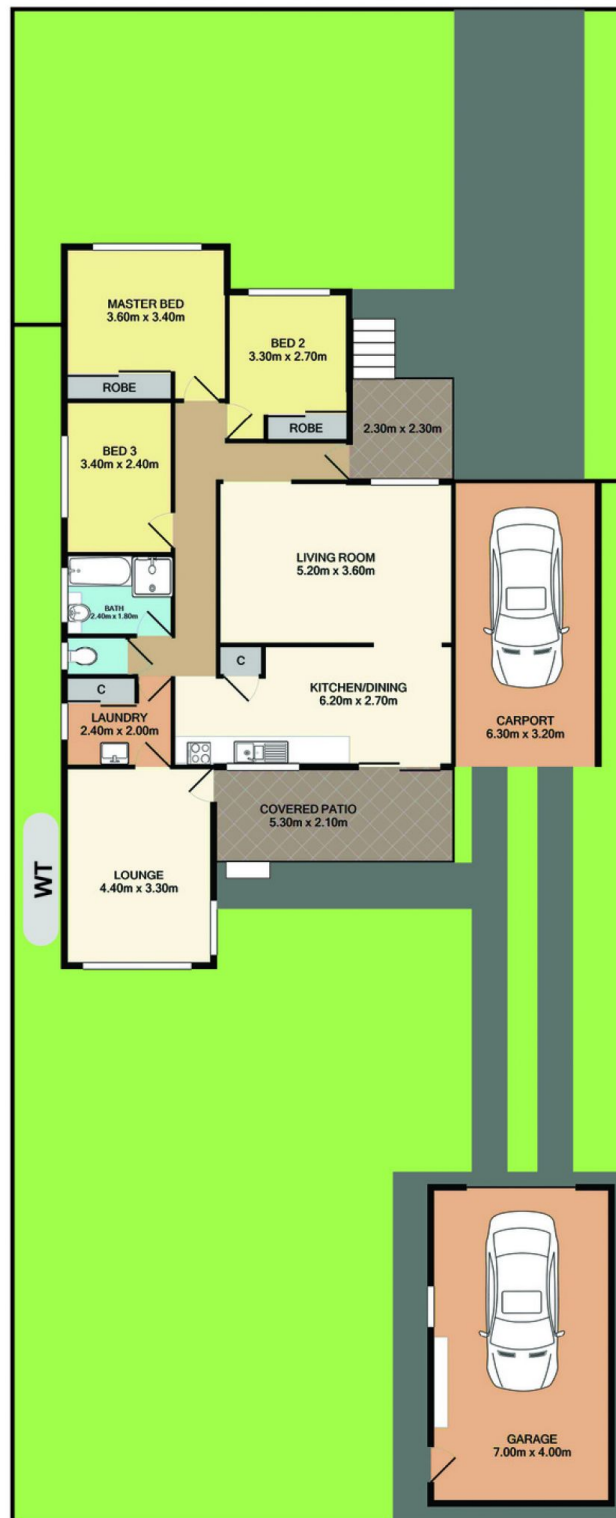 MASTER BED
3.60m x 3.40m
ROBE
BED 2
3.30m x 2.70m
ROBE
2.30m x 2.30m
BED 3
3.40m x 2.40m
LIVING ROOM
5.20m x 3.60m
BATH
2.40m x 1.80m
C
KITCHEN/DINING
6.20m x 2.70m
CARPORT
6.30m x 3.20m
C
LAUNDRY
2.40m x 2.00m
COVERED PATIO
5.30m x 2.10m
WT
LOUNGE
4.40m x 3.30m
GARAGE
7.00m x 4.00m